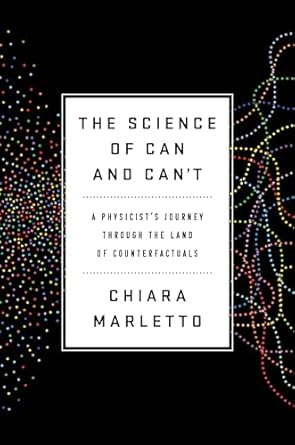 THE SCIENCE
OF CAN
AND CAN'T
A PHYSICIST'S JOURNEY
THROUGH THE LAND
OF COUNTERFACTUALS
CHIARA
MARLETTO